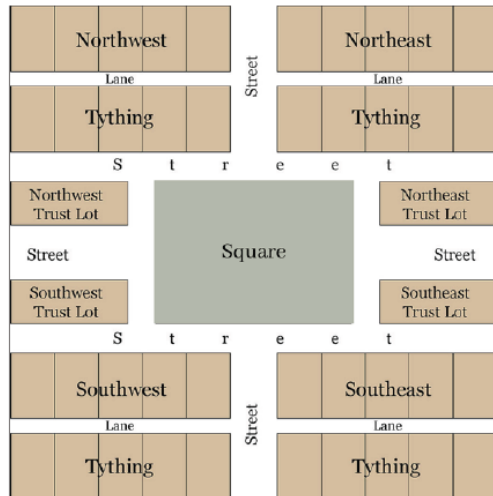 Northwest
Northeast
Street
Lane
Lane
Tything
Tything
S t r e e t
Northwest
Trust Lot
Northeast
Trust Lot
Street
Square
Street
Southwest
Trust Lot
Southeast
Trust Lot
S t r e e t
Southwest
Southeast
Street
Lane
Lane
Tything
Tything